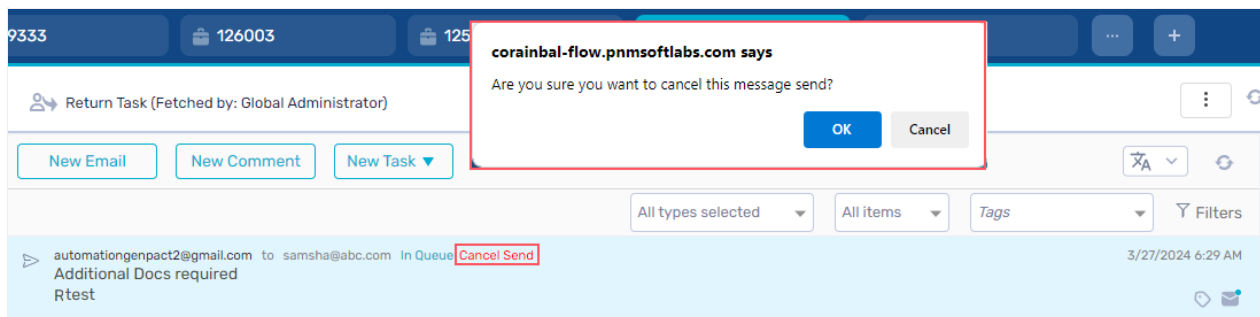 9333
126003
125
corainbal-flow.pnmsoftlabs.com says
Are you sure you want to cancel this message send?
OK
Cancel
Return Task (Fetched by: Global Administrator)
New Email
New Comment
New Task
All types selected
All items
Tags
Filters
automationgenpact2@gmail.com to samsha@abc.com In Queue Cancel Send
3/27/2024 6:29 AM
Additional Docs required
Rtest